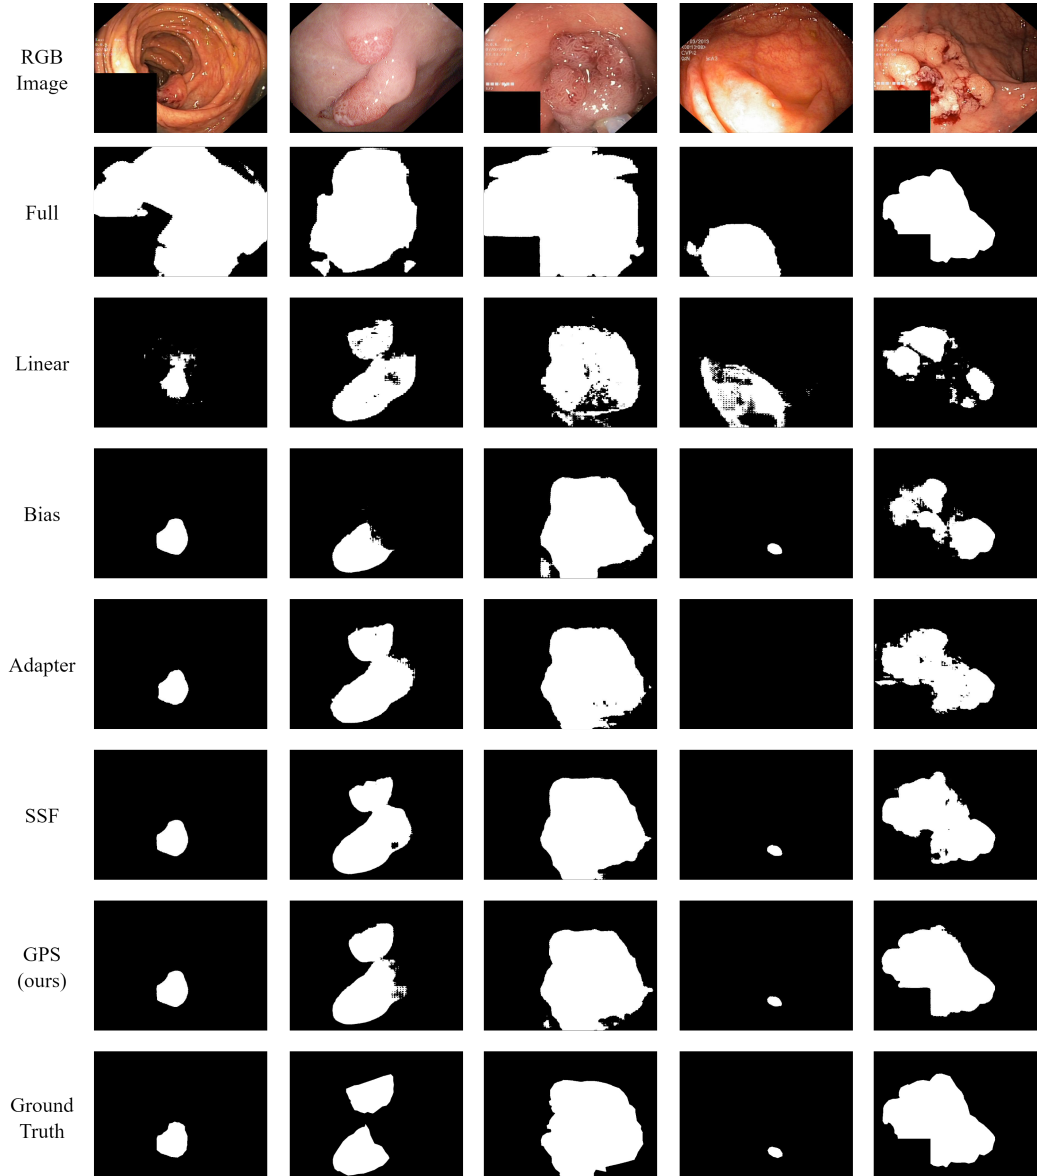 RGB
Image
Full
Linear
Bias
Adapter
SSF
GPS
(ours)
Ground
Truth